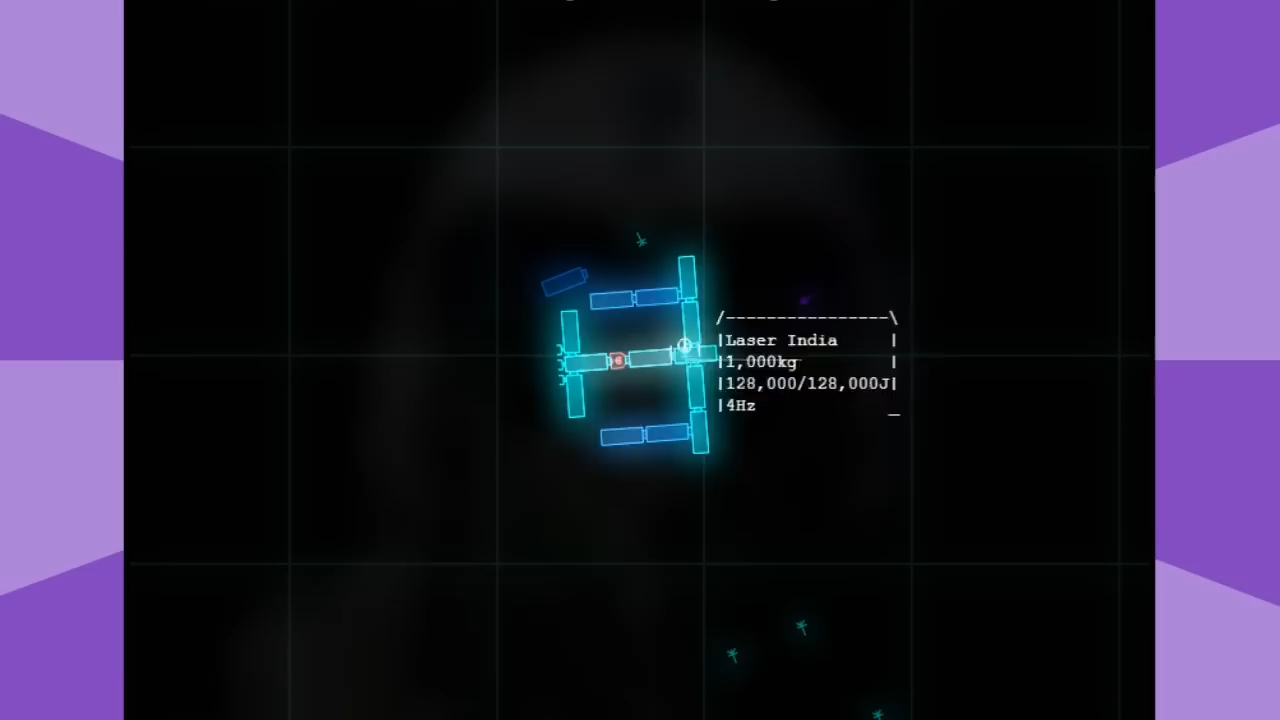 /----------------\
|Laser India |
|1,000kg |
|128,000/128,000J|
|4Hz _